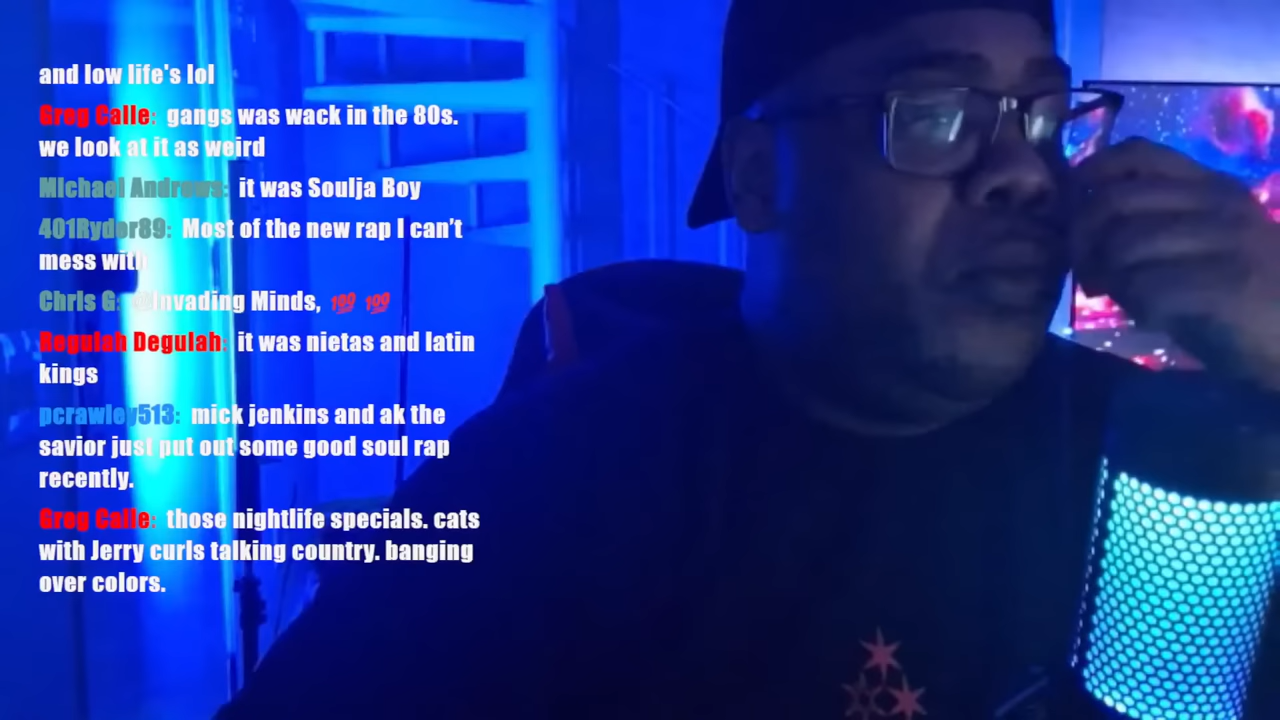 and low life's lol
Greg Calle: gangs was wack in the 80s.
we look at it as weird
Michael Andrews: it was Soulja Boy
401Ryder89: Most of the new rap I can't
mess with
Chris G: @Invading Minds, 💯 💯
Regulah Degulah: it was nietas and latin
kings
pcrawley513: mick jenkins and ak the
savior just put out some good soul rap
recently.
Greg Calle: those nightlife specials. cats
with Jerry curls talking country. banging
over colors.